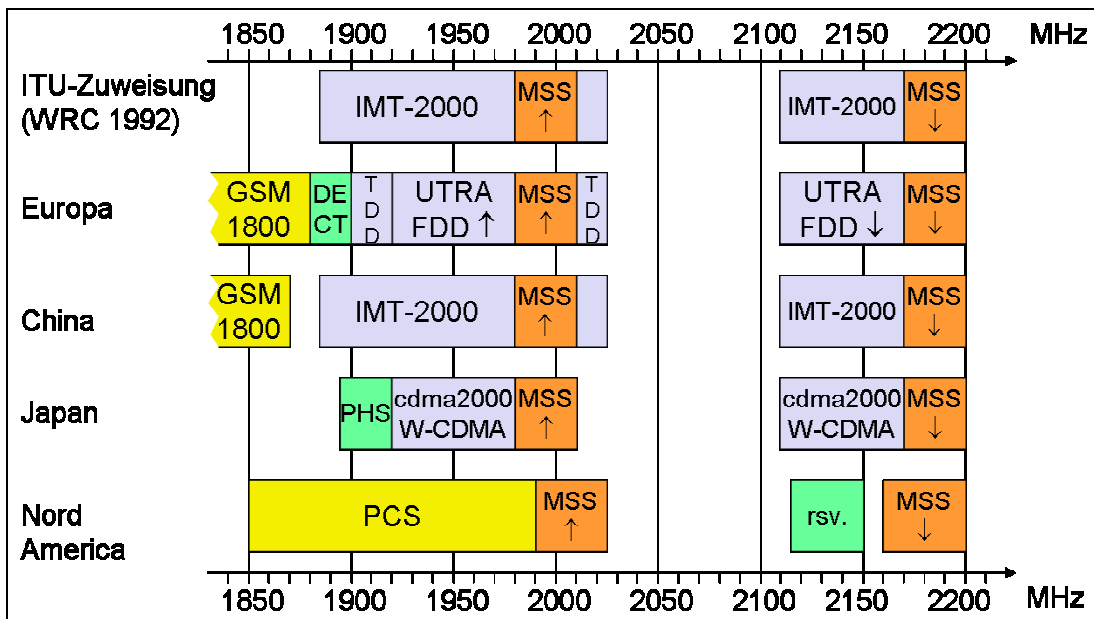 1850 1900 1950 2000 2050 2100 2150 2200 MHz
ITU-Zuweisung
(WRC 1992)
IMT-2000
MSS
↑
IMT-2000
MSS
↓
Europa
GSM
1800
DE
CT
T
D
D
UTRA
FDD ↑
MSS
↑
T
D
D
UTRA
FDD ↓
MSS
↓
China
GSM
1800
IMT-2000
MSS
↑
IMT-2000
MSS
↓
Japan
PHS
cdma2000
W-CDMA
MSS
↑
cdma2000
W-CDMA
MSS
↓
Nord
America
PCS
MSS
↑
rsv.
MSS
↓
1850 1900 1950 2000 2050 2100 2150 2200 MHz